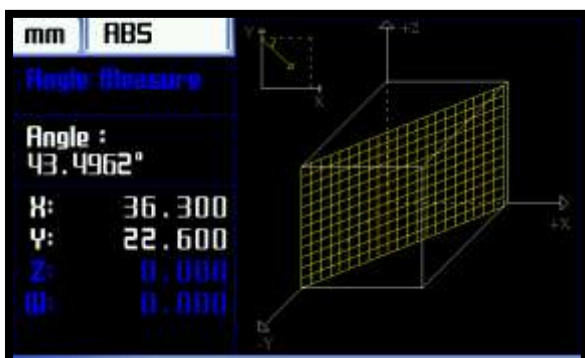 mm ABS
Angle Measure
Angle :
43.4962°
X: 36.300
Y: 22.600
Z: 0.000
W: 0.000
Y
X
+Z
+X
-Y